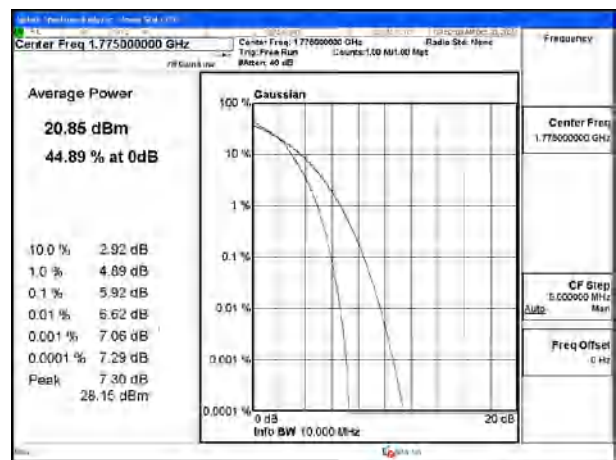 Center Freq 1.775000000 GHz
Center Freq: 1.775000000 GHz
Radio Std: None
Trig: Free Run
Counts:1.00 M/1.00 Mpt
#Atten: 40 dB
Frequency
Average Power
20.85 dBm
44.89 % at 0dB
10.0 % 2.92 dB
1.0 % 4.89 dB
0.1 % 5.92 dB
0.01 % 6.62 dB
0.001 % 7.06 dB
0.0001 % 7.29 dB
Peak 7.30 dB
28.15 dBm
Gaussian
100 %
10 %
1 %
0.1 %
0.01 %
0.001 %
0.0001 %
0 dB
20 dB
Info BW 10.000 MHz
Center Freq
1.775000000 GHz
CF Step
5.000000 MHz
Auto Man
Freq Offset
0 Hz